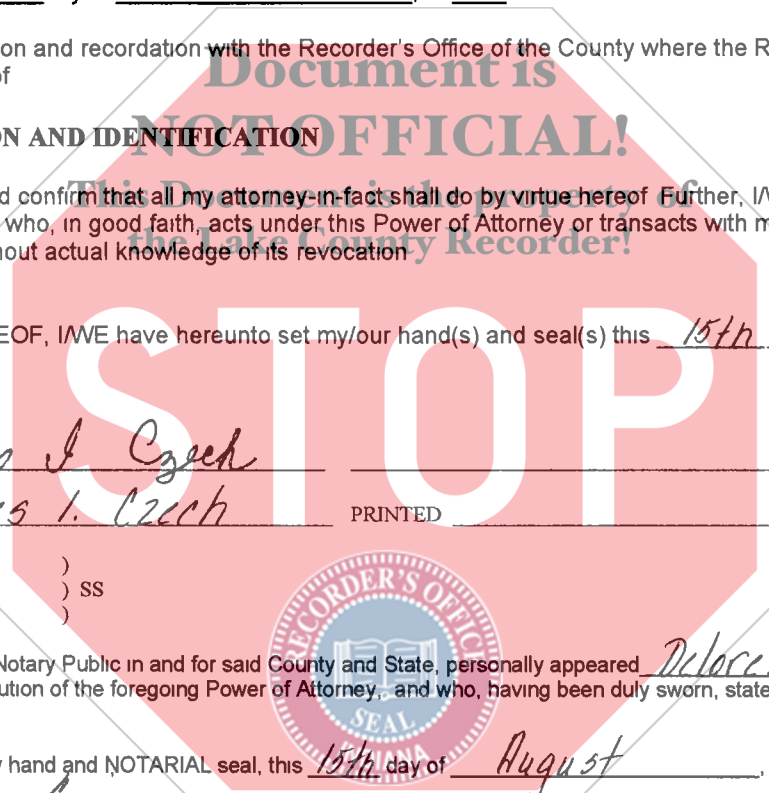 on and recordation with the Recorder's Office of the County where the R
of
Document is
ON AND IDENTIFICATION
NOT OFFICIAL!
d confirm that all my attorney-in-fact shall do by virtue hereof Further, I/W
This Document is the property of
who, in good faith, acts under this Power of Attorney or transacts with m
the Lake County Recorder!
hout actual knowledge of its revocation
EOF, I/WE have hereunto set my/our hand(s) and seal(s) this 15th
STOP
I Czech
es I. Czech PRINTED
)
) SS
)
RECORDER'S OFFICE
Notary Public in and for said County and State, personally appeared Delore
ution of the foregoing Power of Attorney, and who, having been duly sworn, state
SEAL
INDIANA
y hand and NOTARIAL seal, this 15th day of August,